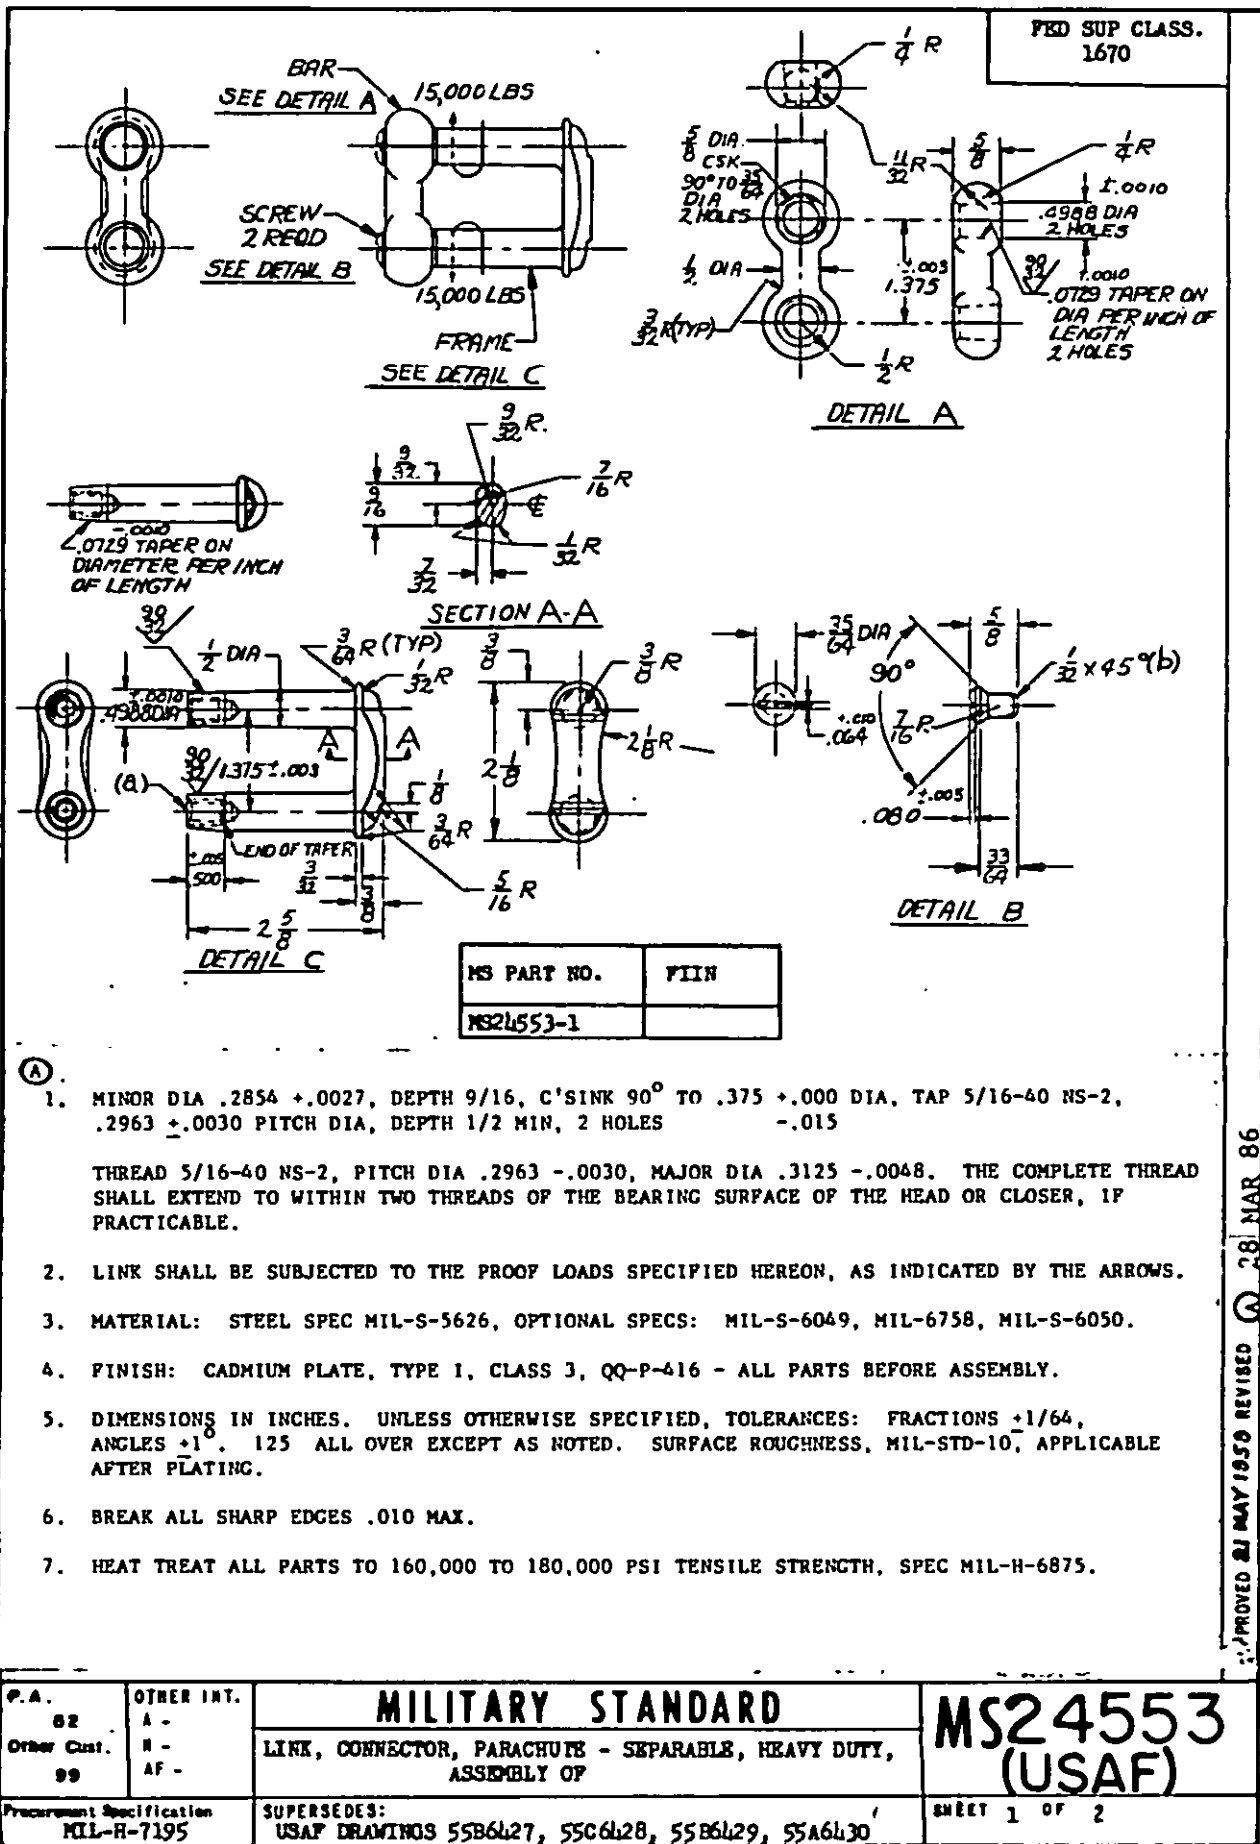 FED SUP CLASS.
1670
BAR
SEE DETAIL A
15,000 LBS
SCREW
2 REQD
SEE DETAIL B
15,000 LBS
FRAME
SEE DETAIL C
1/4 R
5/8 DIA
CSK
90° TO 35/64
DIA
2 HOLES
11/32 R
5/8
1/4 R
±.0010
.4988 DIA
2 HOLES
1/2 DIA
±.003
1.375
3/32 R (TYP)
1/2 R
±.0010
.0729 TAPER ON
DIA PER INCH OF
LENGTH
2 HOLES
DETAIL A
-.0010
.0729 TAPER ON
DIAMETER PER INCH
OF LENGTH
9/32 R.
9/32
9/16
7/16 R
1/32 R
7/32
SECTION A-A
1/2 DIA
3/64 R (TYP)
1/32 R
±.0010
.4988 DIA
A A
(a)
1.375 ±.003
1/8
3/64 R
END OF TAPER
±.005
.500
3/32
3/8
5/16 R
2 5/8
DETAIL C
3/8
3/8 R
2 1/8
2 1/8 R
35/64 DIA
90°
5/8
1/32 x 45° (b)
+.010
.064
7/16 R
±.005
.080
33/64
DETAIL B
MS PART NO. FIIN
MS24553-1
A
1. MINOR DIA .2854 +.0027, DEPTH 9/16, C'SINK 90° TO .375 +.000 DIA, TAP 5/16-40 NS-2,
.2963 ±.0030 PITCH DIA, DEPTH 1/2 MIN, 2 HOLES -.015
THREAD 5/16-40 NS-2, PITCH DIA .2963 -.0030, MAJOR DIA .3125 -.0048. THE COMPLETE THREAD
SHALL EXTEND TO WITHIN TWO THREADS OF THE BEARING SURFACE OF THE HEAD OR CLOSER, IF
PRACTICABLE.
2. LINK SHALL BE SUBJECTED TO THE PROOF LOADS SPECIFIED HEREON, AS INDICATED BY THE ARROWS.
3. MATERIAL: STEEL SPEC MIL-S-5626, OPTIONAL SPECS: MIL-S-6049, MIL-6758, MIL-S-6050.
4. FINISH: CADMIUM PLATE, TYPE I, CLASS 3, QQ-P-416 - ALL PARTS BEFORE ASSEMBLY.
5. DIMENSIONS IN INCHES. UNLESS OTHERWISE SPECIFIED, TOLERANCES: FRACTIONS ±1/64,
ANGLES ±1°. 125 ALL OVER EXCEPT AS NOTED. SURFACE ROUGHNESS, MIL-STD-10, APPLICABLE
AFTER PLATING.
6. BREAK ALL SHARP EDGES .010 MAX.
7. HEAT TREAT ALL PARTS TO 160,000 TO 180,000 PSI TENSILE STRENGTH, SPEC MIL-H-6875.
PROVED 21 MAY 1958 REVISED A 28 MAR 86
P.A.
82
Other Cust.
99
OTHER INT.
A -
N -
AF -
MILITARY STANDARD
LINK, CONNECTOR, PARACHUTE - SEPARABLE, HEAVY DUTY,
ASSEMBLY OF
MS24553
(USAF)
Procurement Specification
MIL-H-7195
SUPERSEDES:
USAF DRAWINGS 55B6427, 55C6428, 55B6429, 55A6430
SHEET 1 OF 2